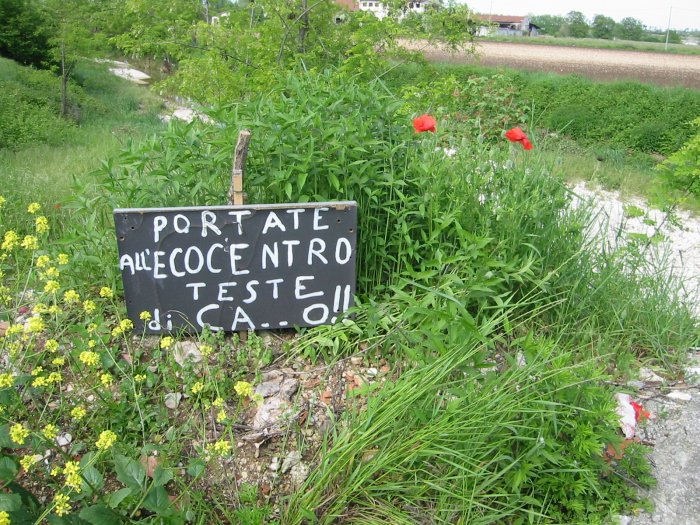 PORTATE
All'ECOCENTRO
TESTE
di CA..O!!